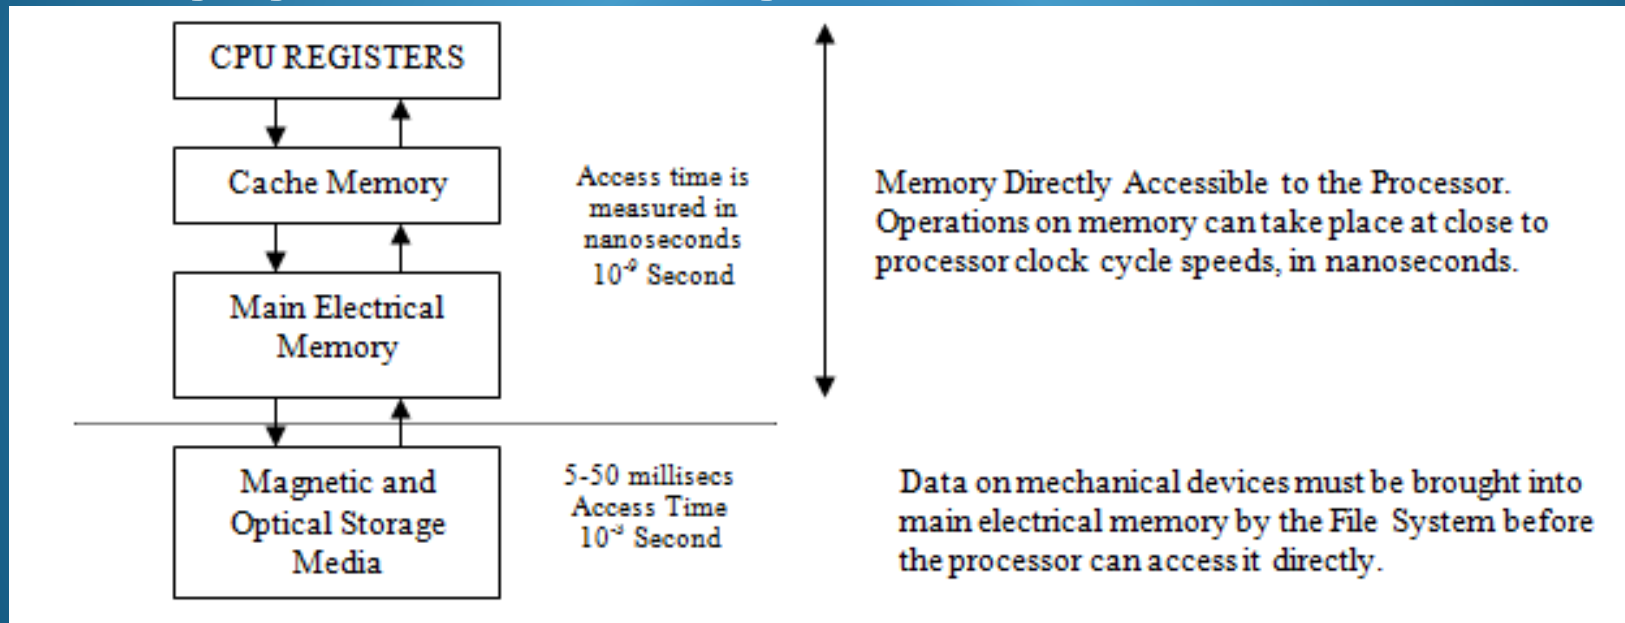 CPU REGISTERS
Cache Memory
Main Electrical
Memory
Magnetic and
Optical Storage
Media
Access time is
measured in
nanoseconds
10⁻⁹ Second
5-50 millisecs
Access Time
10⁻³ Second
Memory Directly Accessible to the Processor.
Operations on memory can take place at close to
processor clock cycle speeds, in nanoseconds.
Data on mechanical devices must be brought into
main electrical memory by the File System before
the processor can access it directly.